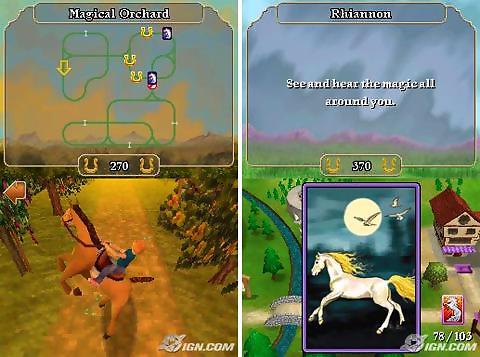 Magical Orchard
270
IGN.COM
Rhiannon
See and hear the magic all
around you.
370
78 / 103
IGN.COM